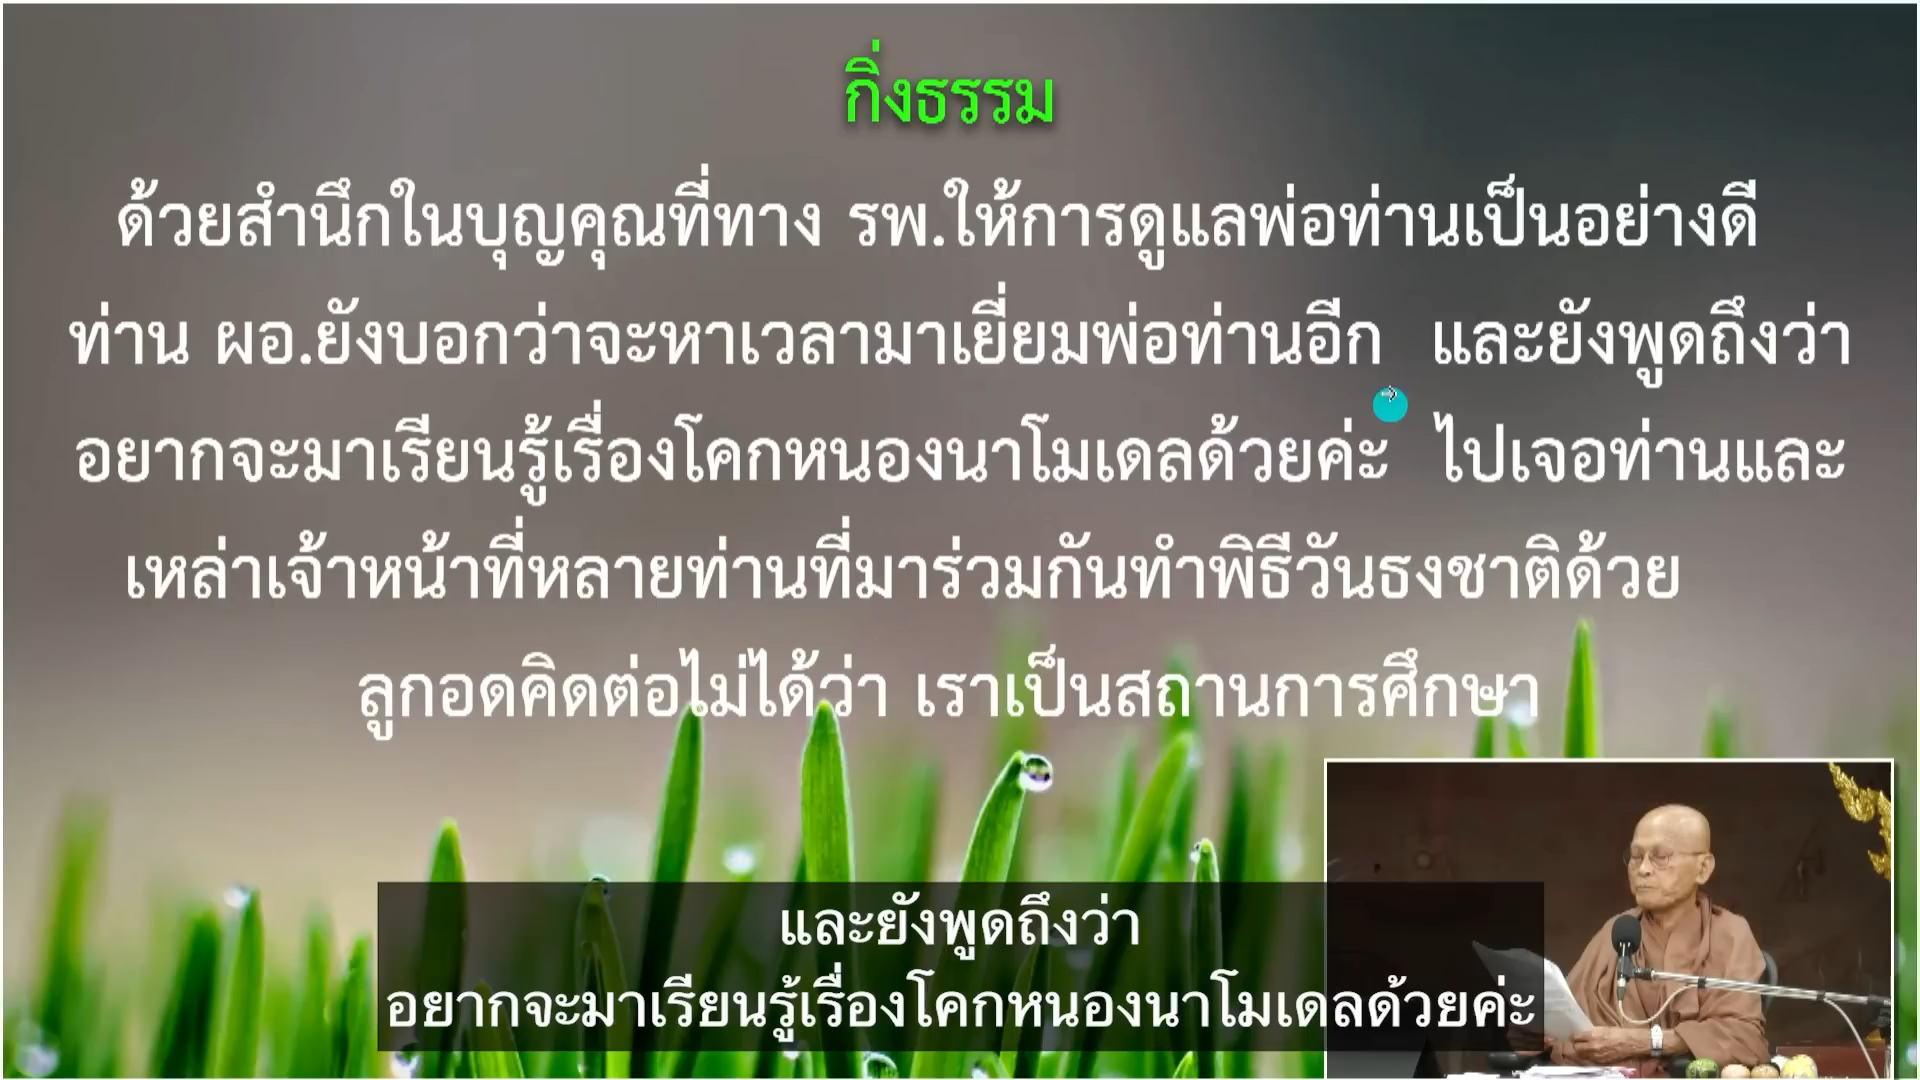 กิ่งธรรม
ด้วยสำนึกในบุญคุณที่ทาง รพ.ให้การดูแลพ่อท่านเป็นอย่างดี
ท่าน ผอ.ยังบอกว่าจะหาเวลามาเยี่ยมพ่อท่านอีก และยังพูดถึงว่า
อยากจะมาเรียนรู้เรื่องโคกหนองนาโมเดลด้วยค่ะ ไปเจอท่านและ
เหล่าเจ้าหน้าที่หลายท่านที่มาร่วมกันทำพิธีวันธงชาติด้วย
ลูกอดคิดต่อไม่ได้ว่า เราเป็นสถานการศึกษา
และยังพูดถึงว่า
อยากจะมาเรียนรู้เรื่องโคกหนองนาโมเดลด้วยค่ะ